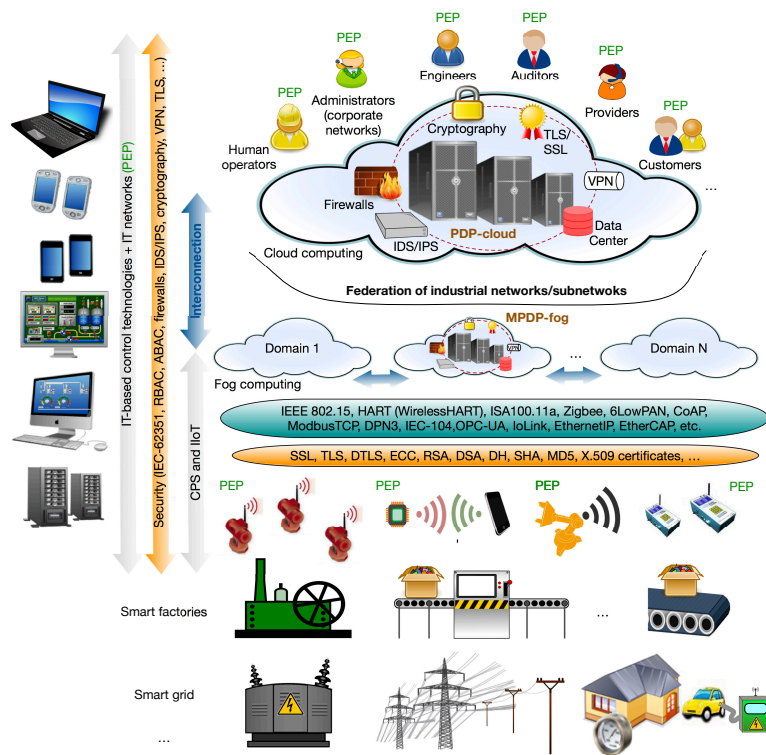 PEP
PEP
PEP
PEP
PEP
PEP
Engineers
Auditors
Administrators
(corporate
networks)
Providers
Human
operators
Customers
...
Cryptography
TLS/
SSL
Firewalls
VPN
IDS/IPS
PDP-cloud
Data
Center
Cloud computing
IT-based control technologies + IT networks (PEP)
Security (IEC-62351, RBAC, ABAC, firewalls, IDS/IPS, cryptography, VPN, TLS, ...)
Interconnection
CPS and IIoT
Federation of industrial networks/subnetwoks
MPDP-fog
Domain 1
VPN
...
Domain N
Fog computing
IEEE 802.15, HART (WirelessHART), ISA100.11a, Zigbee, 6LowPAN, CoAP,
ModbusTCP, DPN3, IEC-104,OPC-UA, IoLink, EthernetIP, EtherCAP, etc.
SSL, TLS, DTLS, ECC, RSA, DSA, DH, SHA, MD5, X.509 certificates, ...
PEP
PEP
PEP
PEP
Smart factories
...
Smart grid
...